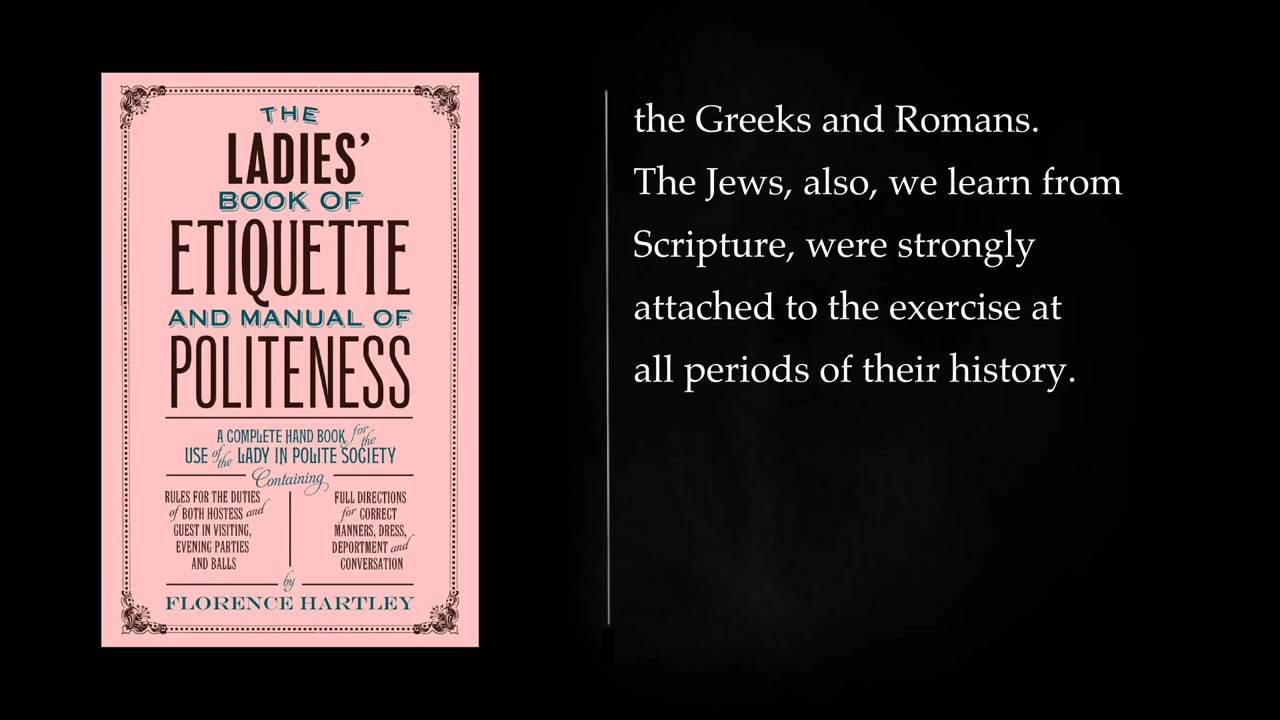 THE
LADIES'
BOOK OF
ETIQUETTE
AND MANUAL OF
POLITENESS
A COMPLETE HAND BOOK for the
USE of the LADY IN POLITE SOCIETY
Containing
RULES FOR THE DUTIES
of BOTH HOSTESS and
GUEST IN VISITING,
EVENING PARTIES
AND BALLS
FULL DIRECTIONS
for CORRECT
MANNERS, DRESS,
DEPORTMENT and
CONVERSATION
by
FLORENCE HARTLEY
the Greeks and Romans.
The Jews, also, we learn from
Scripture, were strongly
attached to the exercise at
all periods of their history.